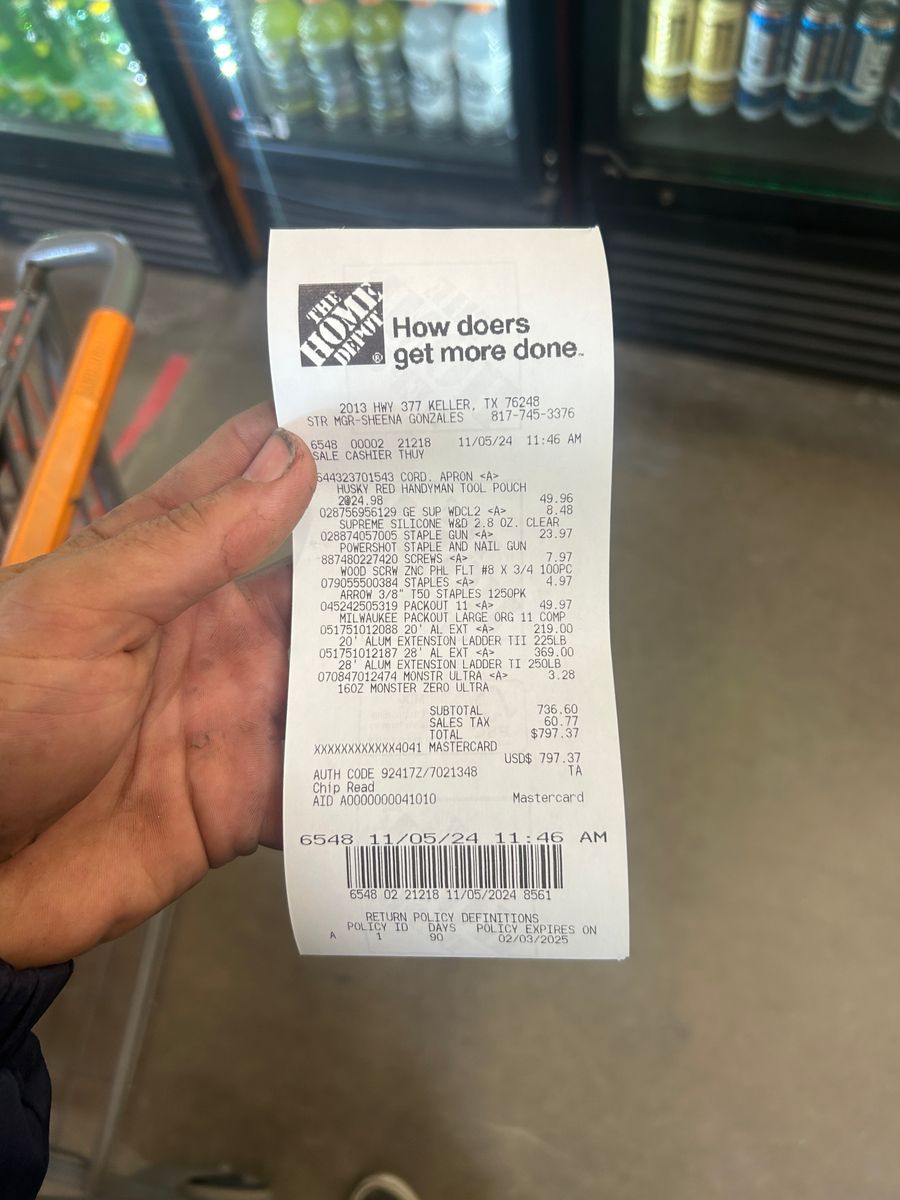 THE
HOME
DEPOT
®
How doers
get more done™
2013 HWY 377 KELLER, TX 76248
STR MGR-SHEENA GONZALES 817-745-3376
6548 00002 21218 11/05/24 11:46 AM
SALE CASHIER THUY
644323701543 CORD. APRON <A>
HUSKY RED HANDYMAN TOOL POUCH
2@24.98 49.96
028756956129 GE SUP WDCL2 <A> 8.48
SUPREME SILICONE W&D 2.8 OZ. CLEAR
028874057005 STAPLE GUN <A> 23.97
POWERSHOT STAPLE AND NAIL GUN
887480227420 SCREWS <A> 7.97
WOOD SCRW ZNC PHL FLT #8 X 3/4 100PC
079055500384 STAPLES <A> 4.97
ARROW 3/8" T50 STAPLES 1250PK
045242505319 PACKOUT 11 <A> 49.97
MILWAUKEE PACKOUT LARGE ORG 11 COMP
051751012088 20' AL EXT <A> 219.00
20' ALUM EXTENSION LADDER TII 225LB
051751012187 28' AL EXT <A> 369.00
28' ALUM EXTENSION LADDER TI 250LB
070847012474 MONSTR ULTRA <A> 3.28
16OZ MONSTER ZERO ULTRA
SUBTOTAL 736.60
SALES TAX 60.77
TOTAL $797.37
XXXXXXXXXXXX4041 MASTERCARD
USD$ 797.37
AUTH CODE 92417Z/7021348 TA
Chip Read
AID A0000000041010 Mastercard
6548 11/05/24 11:46 AM
6548 02 21218 11/05/2024 8561
RETURN POLICY DEFINITIONS
POLICY ID DAYS POLICY EXPIRES ON
A 1 90 02/03/2025